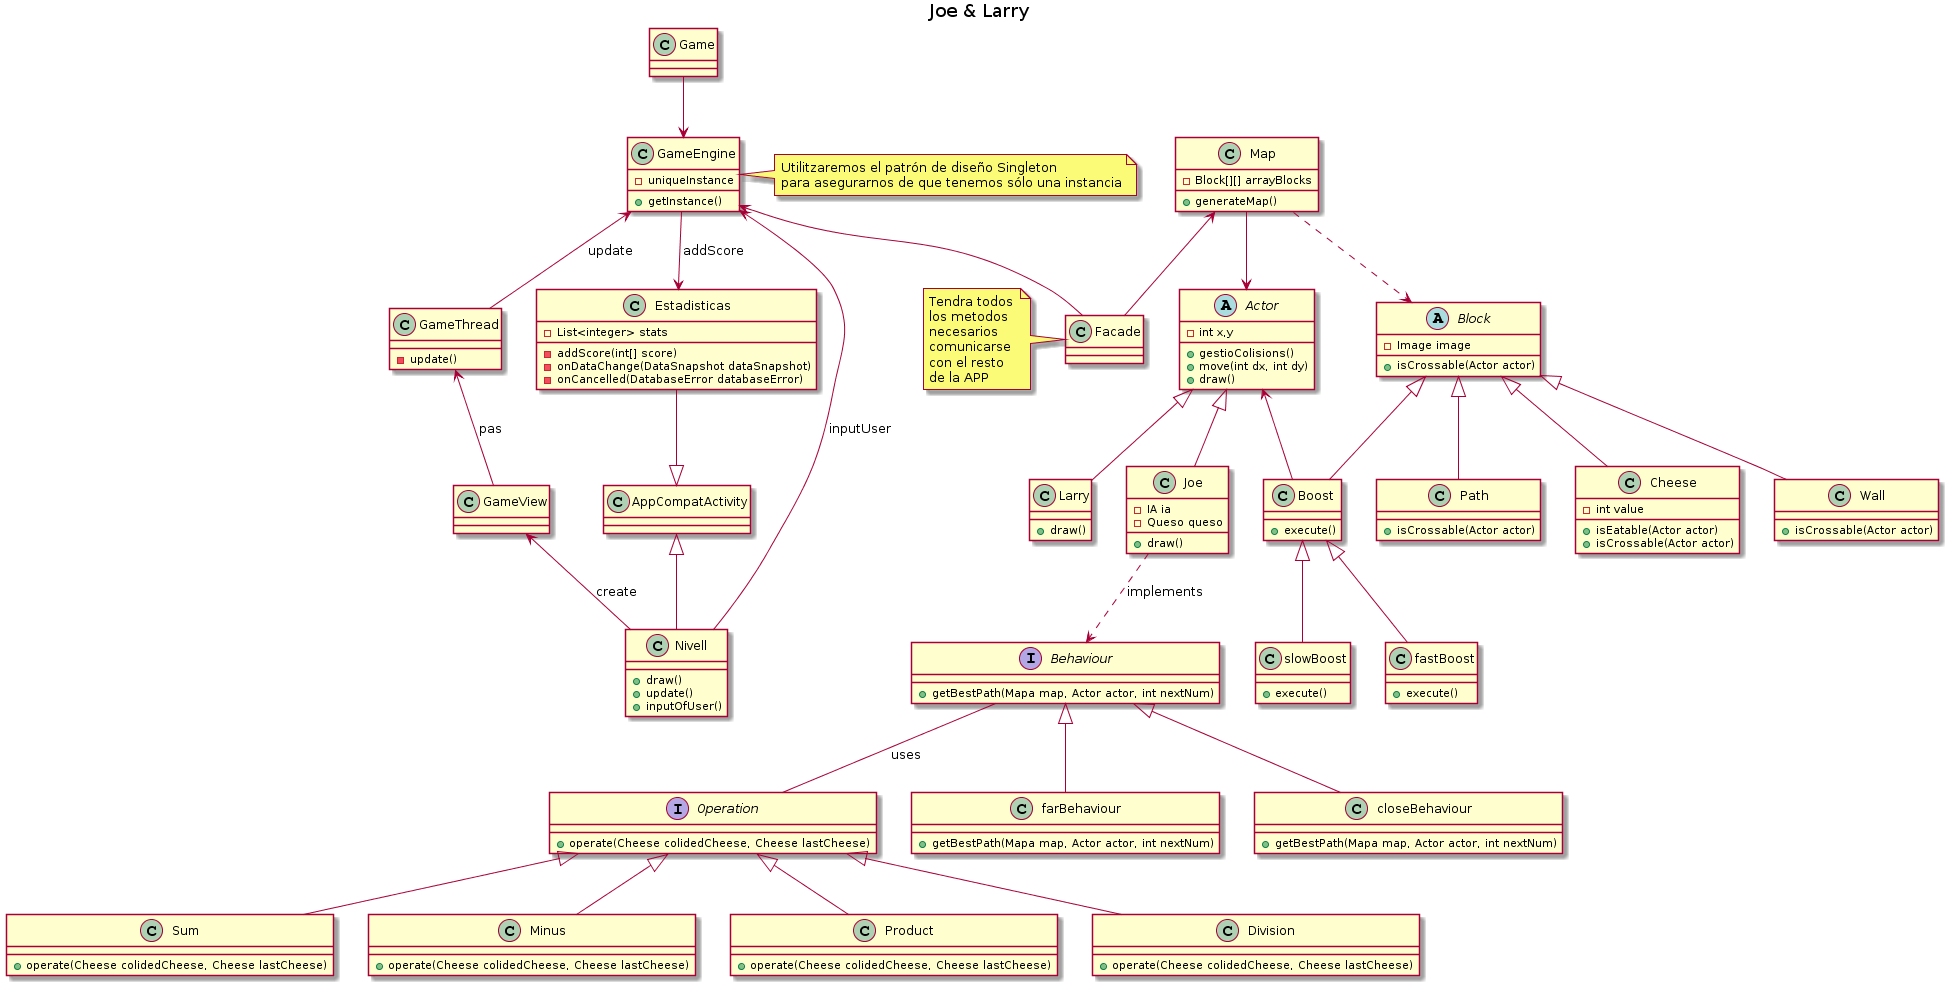 Joe & Larry
C Game
C GameEngine
uniqueInstance
getInstance()
Utilitzaremos el patrón de diseño Singleton
para asegurarnos de que tenemos sólo una instancia
C Map
Block[][] arrayBlocks
generateMap()
update
addScore
C GameThread
update()
C Estadisticas
List<integer> stats
addScore(int[] score)
onDataChange(DataSnapshot dataSnapshot)
onCancelled(DatabaseError databaseError)
Tendra todos
los metodos
necesarios
comunicarse
con el resto
de la APP
C Facade
A Actor
int x,y
gestioColisions()
move(int dx, int dy)
draw()
A Block
Image image
isCrossable(Actor actor)
pas
inputUser
C GameView
C AppCompatActivity
C Larry
draw()
C Joe
IA ia
Queso queso
draw()
C Boost
execute()
C Path
isCrossable(Actor actor)
C Cheese
int value
isEatable(Actor actor)
isCrossable(Actor actor)
C Wall
isCrossable(Actor actor)
create
implements
C Nivell
draw()
update()
inputOfUser()
I Behaviour
getBestPath(Mapa map, Actor actor, int nextNum)
C slowBoost
execute()
C fastBoost
execute()
uses
I Operation
operate(Cheese colidedCheese, Cheese lastCheese)
C farBehaviour
getBestPath(Mapa map, Actor actor, int nextNum)
C closeBehaviour
getBestPath(Mapa map, Actor actor, int nextNum)
C Sum
operate(Cheese colidedCheese, Cheese lastCheese)
C Minus
operate(Cheese colidedCheese, Cheese lastCheese)
C Product
operate(Cheese colidedCheese, Cheese lastCheese)
C Division
operate(Cheese colidedCheese, Cheese lastCheese)